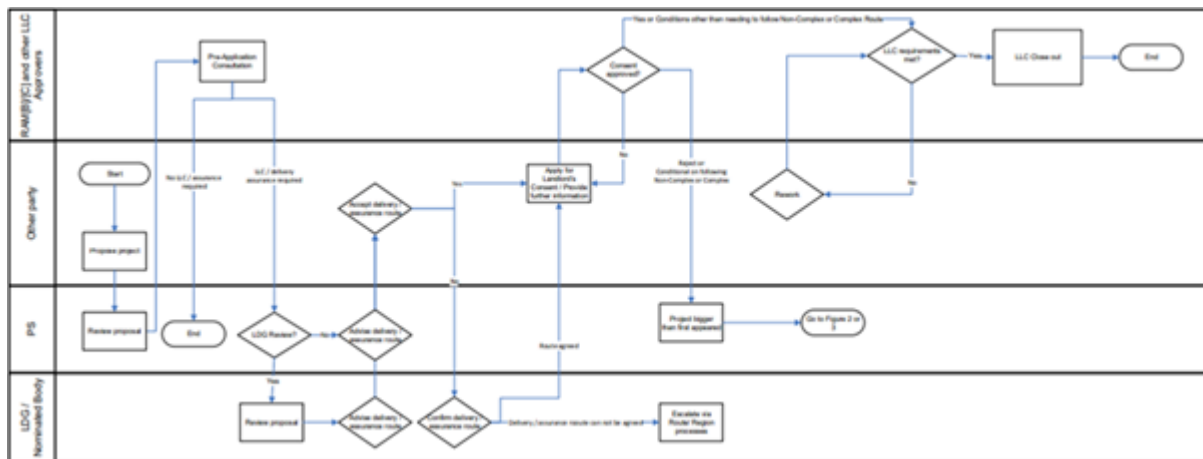 RAM[B]/[C] and other LLC
Approvers
Pre-Application
Consultation
Yes or Conditions other than needing to follow Non-Complex or Complex Route
Consent
approved?
LLC requirements
met?
Yes
LLC Close out
End
Other party
Start
Propose project
No LLC / assurance
required
LLC / delivery
assurance required
Accept delivery /
assurance route
Yes
No
Apply for
Landlord's
Consent / Provide
further information
No
Reject or
Conditional on following
Non-Complex or Complex
Rework
No
PS
Review proposal
End
LDG Review?
No
Advise delivery /
assurance route
Yes
Route agreed
Project bigger
than first appeared
Go to Figure 2 or
3
LDG /
Nominated Body
Review proposal
Advise delivery /
assurance route
Confirm delivery /
assurance route
Delivery / assurance route can not be agreed
Escalate via
Route/ Region
processes